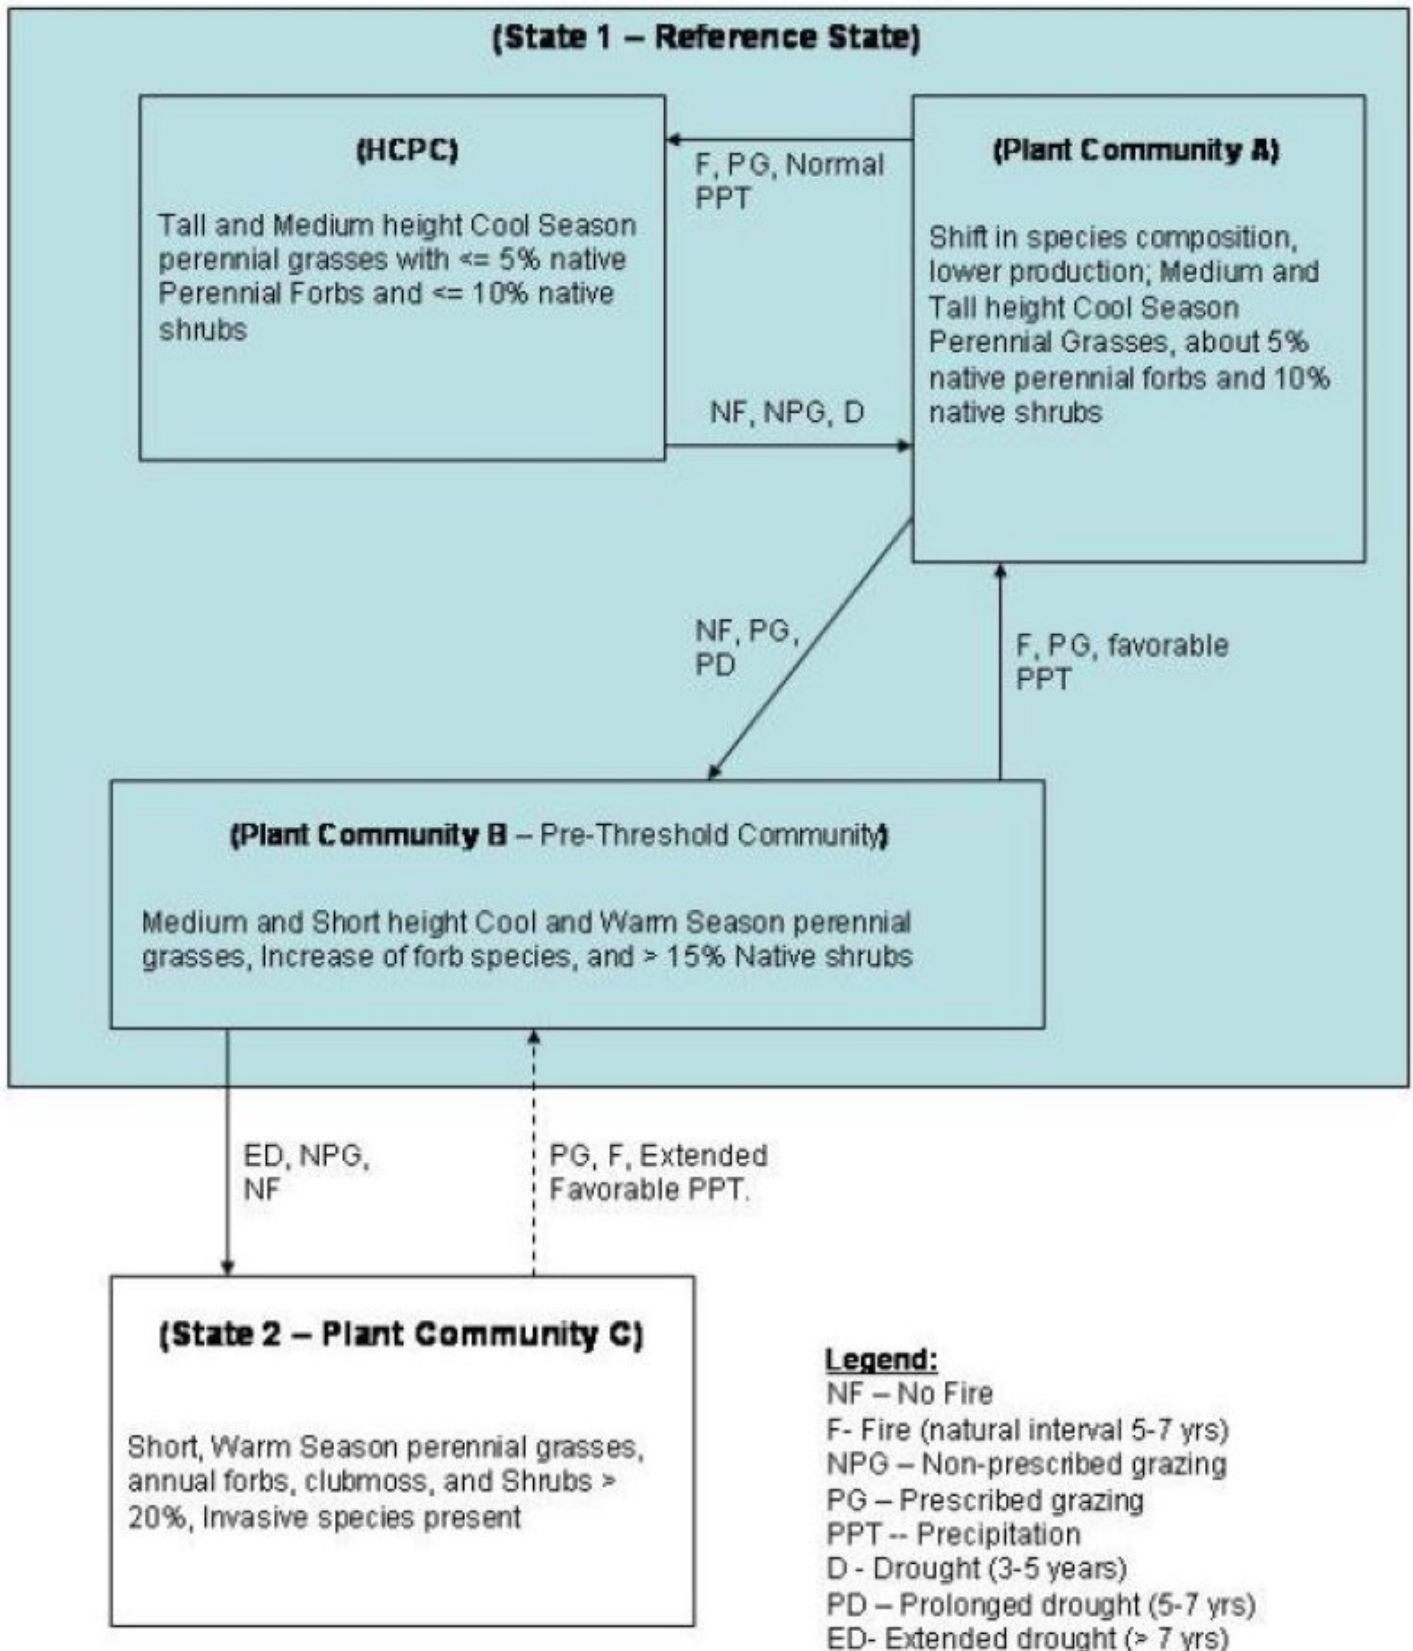 (State 1 – Reference State)
(HCPC)
Tall and Medium height Cool Season
perennial grasses with <= 5% native
Perennial Forbs and <= 10% native
shrubs
F, PG, Normal
PPT
NF, NPG, D
(Plant Community A)
Shift in species composition,
lower production; Medium and
Tall height Cool Season
Perennial Grasses, about 5%
native perennial forbs and 10%
native shrubs
NF, PG,
PD
F, PG, favorable
PPT
(Plant Community B – Pre-Threshold Community)
Medium and Short height Cool and Warm Season perennial
grasses, Increase of forb species, and > 15% Native shrubs
ED, NPG,
NF
PG, F, Extended
Favorable PPT.
(State 2 – Plant Community C)
Short, Warm Season perennial grasses,
annual forbs, clubmoss, and Shrubs >
20%, Invasive species present
Legend:
NF – No Fire
F- Fire (natural interval 5-7 yrs)
NPG – Non-prescribed grazing
PG – Prescribed grazing
PPT -- Precipitation
D - Drought (3-5 years)
PD – Prolonged drought (5-7 yrs)
ED- Extended drought (> 7 yrs)